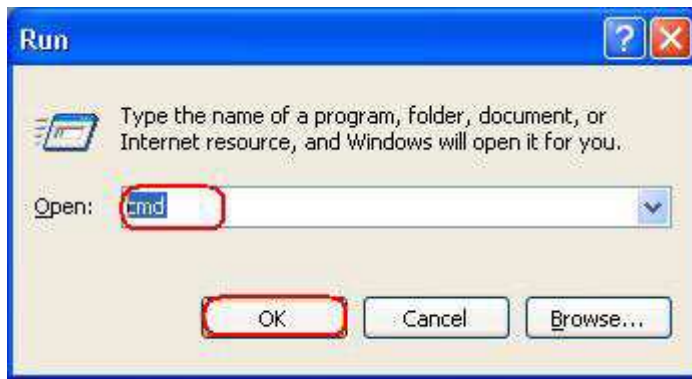 Run
Type the name of a program, folder, document, or
Internet resource, and Windows will open it for you.
Open: cmd
OK Cancel Browse...